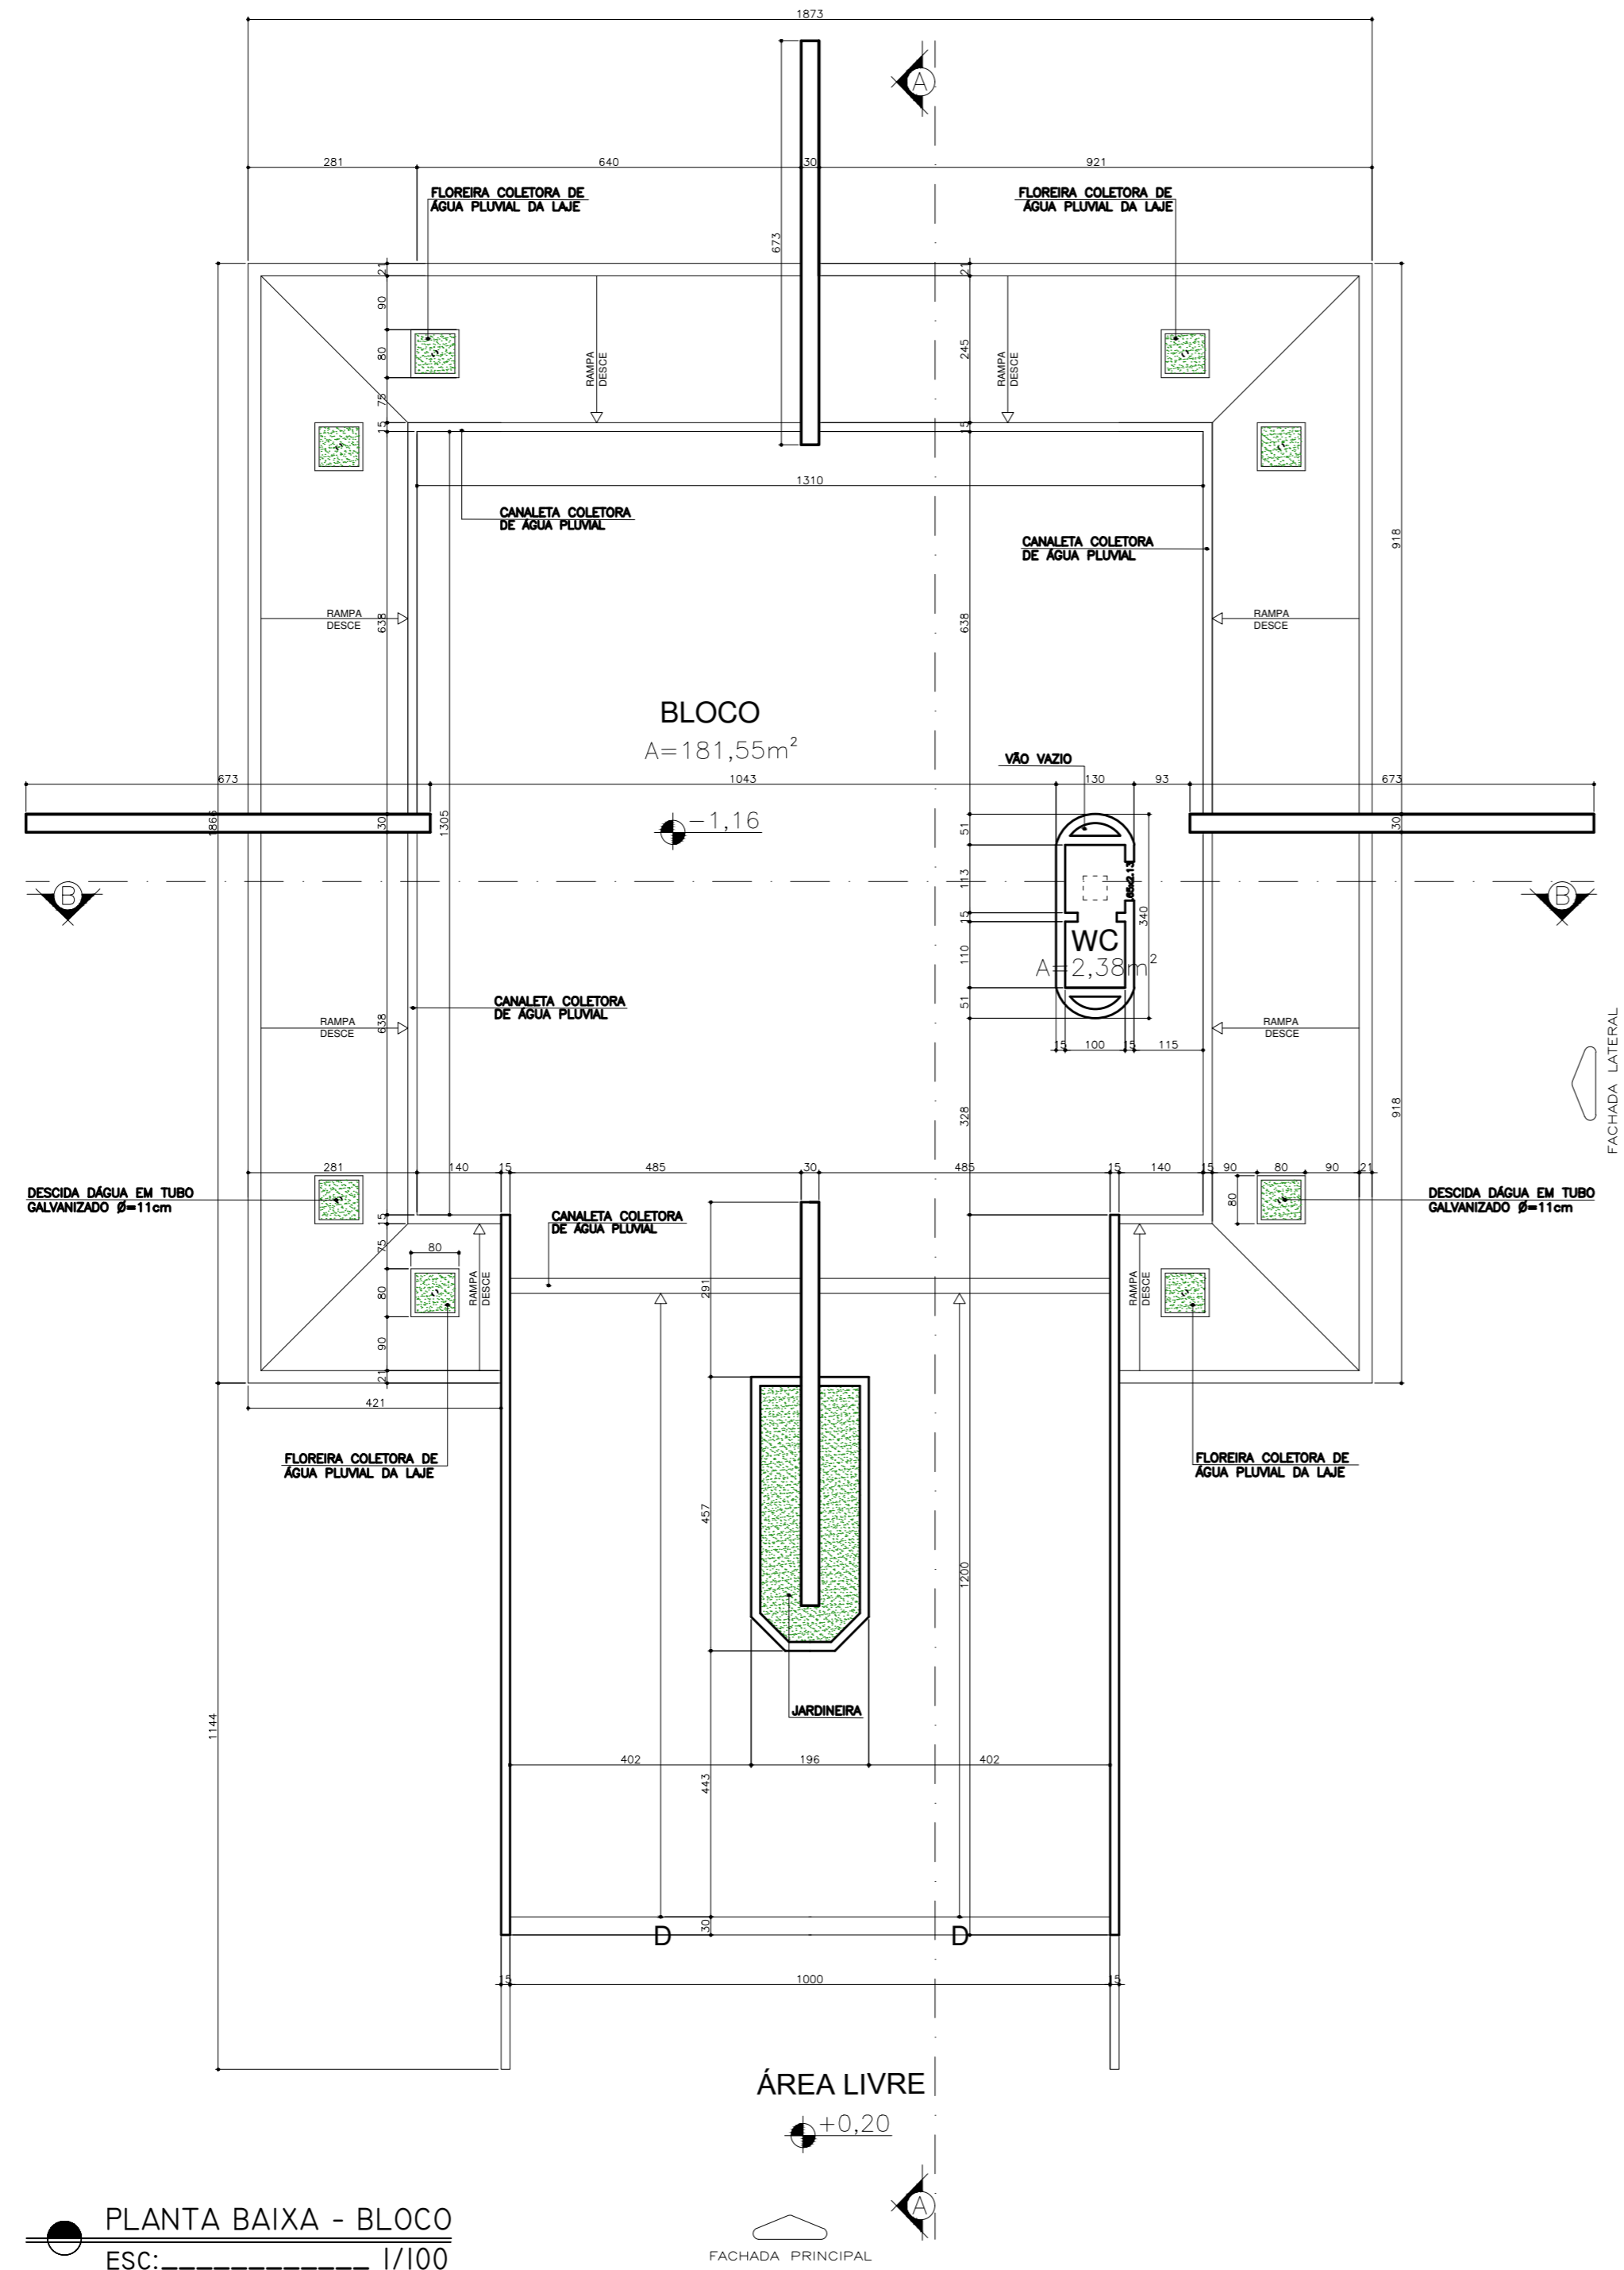 1873
A
281
640
30
921
FLOREIRA COLETORA DE
ÁGUA PLUVIAL DA LAJE
FLOREIRA COLETORA DE
ÁGUA PLUVIAL DA LAJE
673
21
90
80
75
15
RAMPA
DESCE
RAMPA
DESCE
21
245
15
1310
CANALETA COLETORA
DE ÁGUA PLUVIAL
CANALETA COLETORA
DE ÁGUA PLUVIAL
918
RAMPA
DESCE
638
638
RAMPA
DESCE
BLOCO
A=181,55m²
VÃO VAZIO
673
1043
130
93
673
1866
30
1305
-1,16
51
30
B
113
.65x2.13
B
15
340
WC
110
A=2,38m²
51
CANALETA COLETORA
DE ÁGUA PLUVIAL
RAMPA
DESCE
638
RAMPA
DESCE
15
100
15
115
FACHADA LATERAL
328
918
281
140
15
485
30
485
15
140
15
90
80
90
21
DESCIDA DÁGUA EM TUBO
GALVANIZADO Ø=11cm
80
DESCIDA DÁGUA EM TUBO
GALVANIZADO Ø=11cm
15
75
80
90
21
80
CANALETA COLETORA
DE ÁGUA PLUVIAL
RAMPA
DESCE
291
RAMPA
DESCE
421
FLOREIRA COLETORA DE
ÁGUA PLUVIAL DA LAJE
FLOREIRA COLETORA DE
ÁGUA PLUVIAL DA LAJE
457
1200
JARDINEIRA
1144
402
196
402
443
30
D
D
15
1000
15
ÁREA LIVRE
+0,20
A
PLANTA BAIXA - BLOCO
ESC:____________ 1/100
FACHADA PRINCIPAL